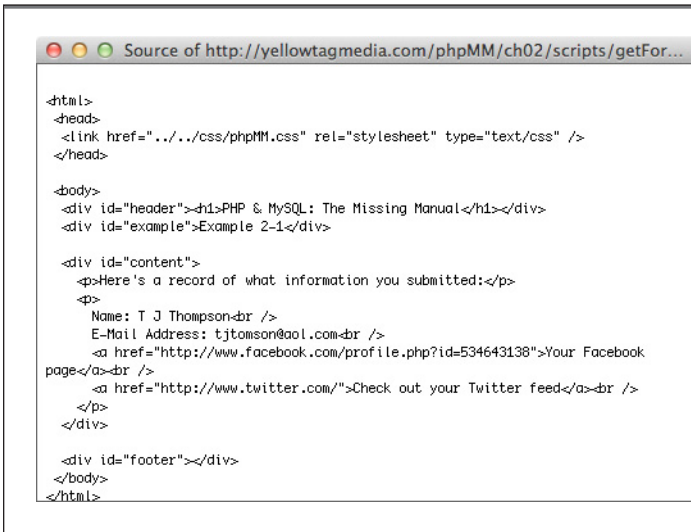 Source of http://yellowtagmedia.com/phpMM/ch02/scripts/getFor...
<html>
<head>
<link href="../../css/phpMM.css" rel="stylesheet" type="text/css" />
</head>
<body>
<div id="header"><h1>PHP & MySQL: The Missing Manual</h1></div>
<div id="example">Example 2-1</div>
<div id="content">
<p>Here's a record of what information you submitted:</p>
<p>
Name: T J Thompson<br />
E-Mail Address: tjtomson@aol.com<br />
<a href="http://www.facebook.com/profile.php?id=534643138">Your Facebook
page</a><br />
<a href="http://www.twitter.com/">Check out your Twitter feed</a><br />
</p>
</div>
<div id="footer"></div>
</body>
</html>